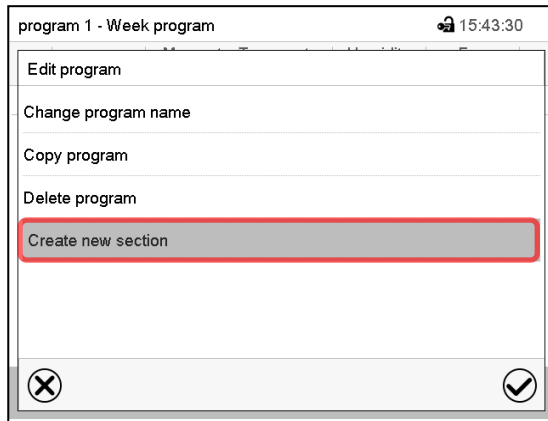 program 1 - Week program 15:43:30
Edit program
Change program name
Copy program
Delete program
Create new section